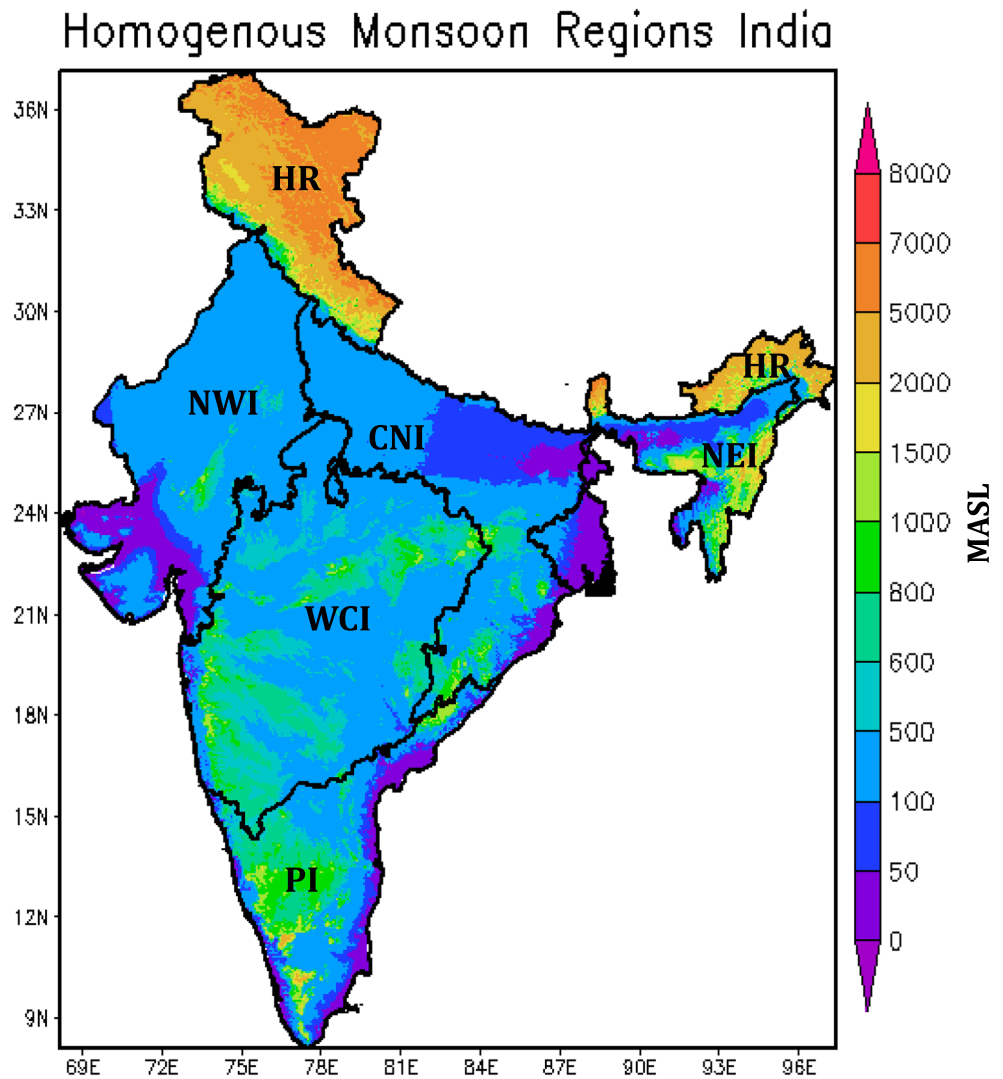 Homogenous Monsoon Regions India
36N
33N
30N
27N
24N
21N
18N
15N
12N
9N
69E 72E 75E 78E 81E 84E 87E 90E 93E 96E
HR
HR
NWI
CNI
NEI
WCI
PI
8000
7000
5000
2000
1500
1000
800
600
500
100
50
0
MASL